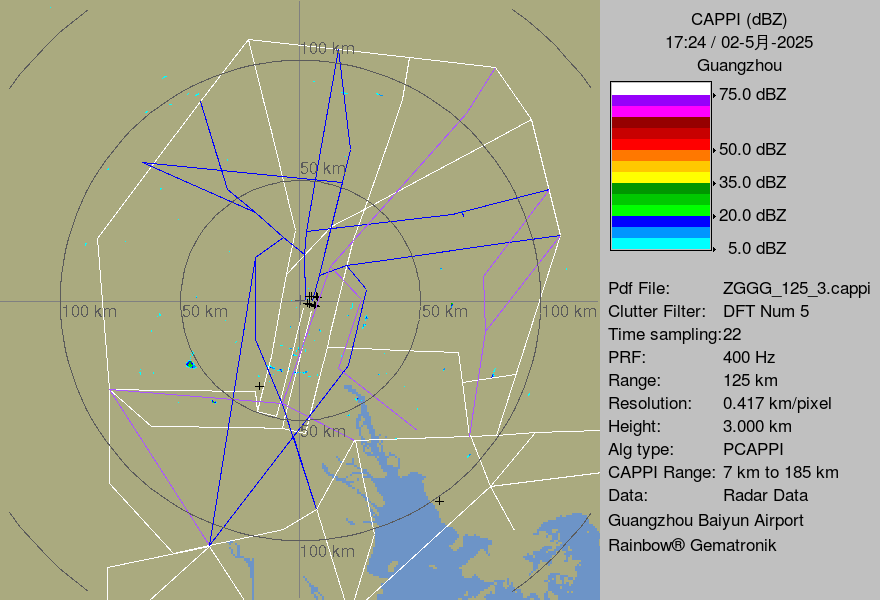 100 km
50 km
100 km
50 km
50 km
100 km
50 km
100 km
CAPPI (dBZ)
17:24 / 02-5月-2025
Guangzhou
75.0 dBZ
50.0 dBZ
35.0 dBZ
20.0 dBZ
5.0 dBZ
Pdf File: ZGGG_125_3.cappi
Clutter Filter: DFT Num 5
Time sampling:22
PRF: 400 Hz
Range: 125 km
Resolution: 0.417 km/pixel
Height: 3.000 km
Alg type: PCAPPI
CAPPI Range: 7 km to 185 km
Data: Radar Data
Guangzhou Baiyun Airport
Rainbow® Gematronik